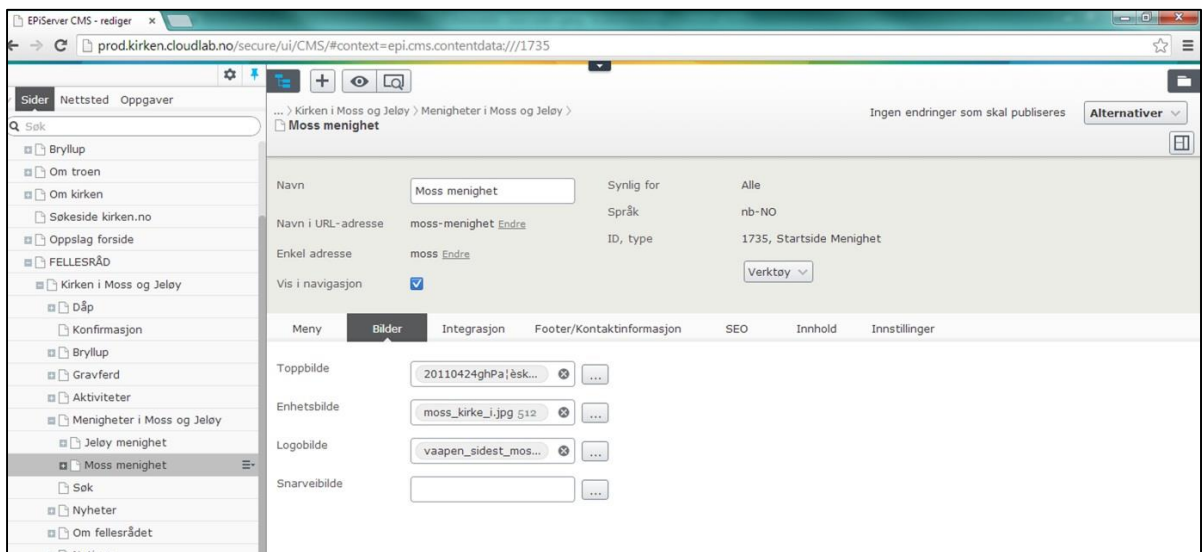 EPiServer CMS - rediger
prod.kirken.cloudlab.no/secure/ui/CMS/#context=epi.cms.contentdata:///1735
Sider Nettsted Oppgaver
Søk
Bryllup
Om troen
Om kirken
Søkeside kirken.no
Oppslag forside
FELLESRÅD
Kirken i Moss og Jeløy
Dåp
Konfirmasjon
Bryllup
Gravferd
Aktiviteter
Menigheter i Moss og Jeløy
Jeløy menighet
Moss menighet
Søk
Nyheter
Om fellesrådet
... > Kirken i Moss og Jeløy > Menigheter i Moss og Jeløy >
Moss menighet
Ingen endringer som skal publiseres
Alternativer
Navn Moss menighet
Navn i URL-adresse moss-menighet Endre
Enkel adresse moss Endre
Vis i navigasjon
Synlig for Alle
Språk nb-NO
ID, type 1735, Startside Menighet
Verktøy
Meny Bilder Integrasjon Footer/Kontaktinformasjon SEO Innhold Innstillinger
Toppbilde 20110424ghPa¦èsk... ...
Enhetsbilde moss_kirke_i.jpg 512 ...
Logobilde vaapen_sidest_mos... ...
Snarveibilde ...